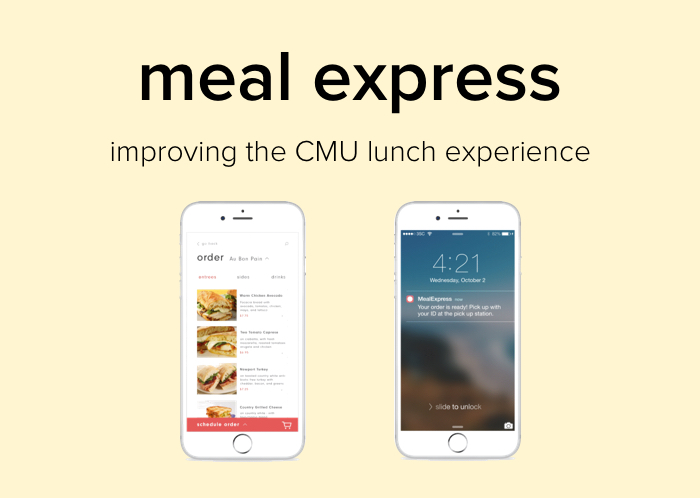 meal express
improving the CMU lunch experience
go back
order Au Bon Pain
entrees sides drinks
Warm Chicken Avocado
Two Tomato Caprese
Newport Turkey
Country Grilled Cheese
schedule order
4:21
Wednesday, October 2
MealExpress now
Your order is ready! Pick up with
your ID at the pick up station.
slide to unlock